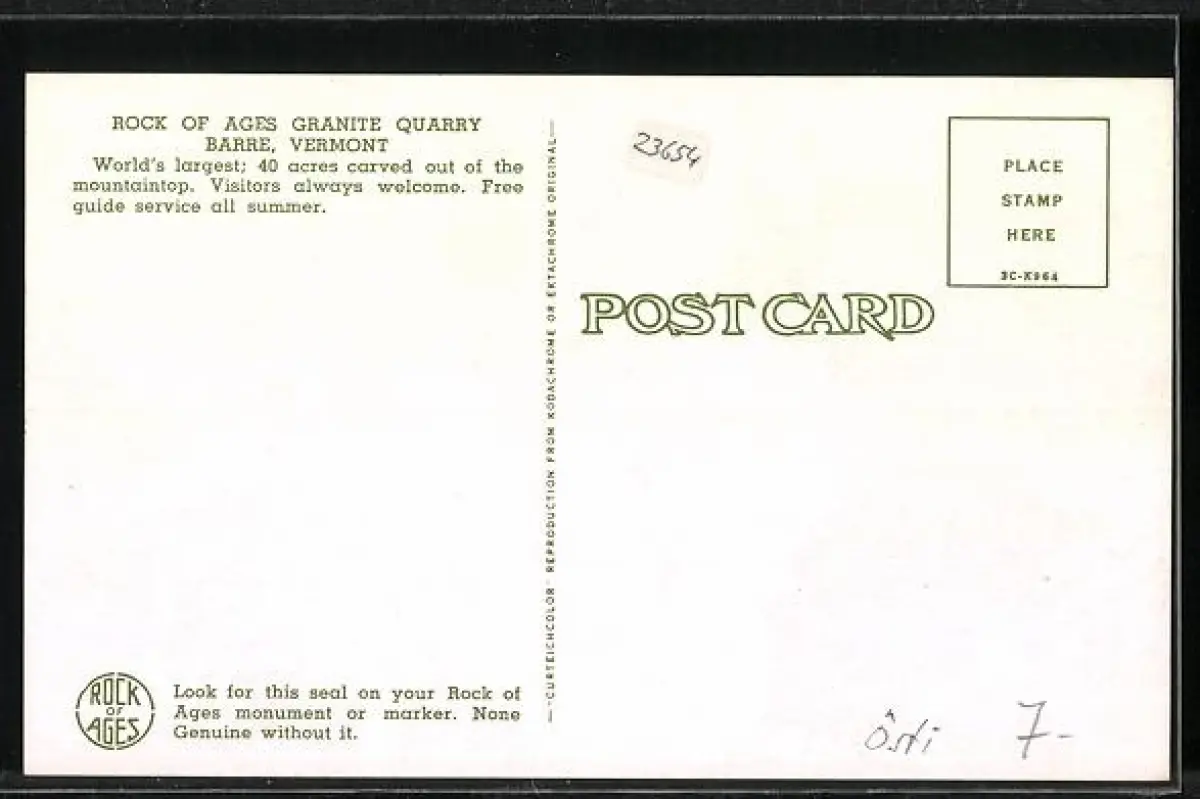 ROCK OF AGES GRANITE QUARRY
BARRE, VERMONT
World's largest; 40 acres carved out of the
mountaintop. Visitors always welcome. Free
guide service all summer.
ROCK
OF
AGES
Look for this seal on your Rock of
Ages monument or marker. None
Genuine without it.
"CURTEICHCOLOR" REPRODUCTION FROM KODACHROME OR EKTACHROME ORIGINAL
23654
PLACE
STAMP
HERE
3C-K964
POST CARD
7-